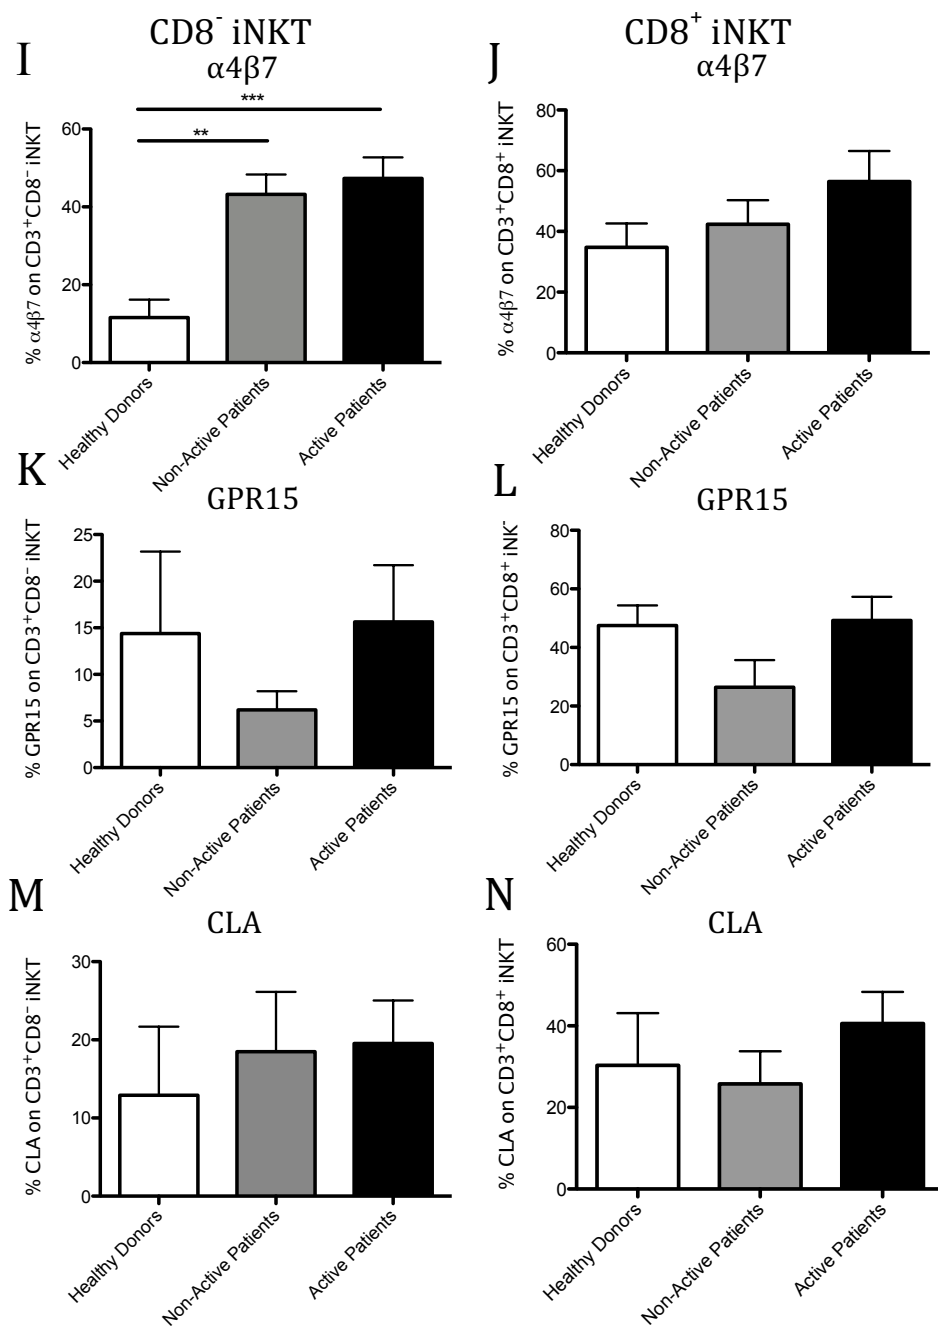 I
CD8⁻ iNKT
α4β7
***
**
% α4β7 on CD3⁺CD8⁻ iNKT
60
40
20
0
Healthy Donors
Non-Active Patients
Active Patients
J
CD8⁺ iNKT
α4β7
% α4β7 on CD3⁺CD8⁺ iNKT
80
60
40
20
0
Healthy Donors
Non-Active Patients
Active Patients
K
GPR15
% GPR15 on CD3⁺CD8⁻ iNKT
25
20
15
10
5
0
Healthy Donors
Non-Active Patients
Active Patients
L
GPR15
% GPR15 on CD3⁺CD8⁺ iNK
80
60
40
20
0
Healthy Donors
Non-Active Patients
Active Patients
M
CLA
% CLA on CD3⁺CD8⁻ iNKT
30
20
10
0
Healthy Donors
Non-Active Patients
Active Patients
N
CLA
% CLA on CD3⁺CD8⁺ iNKT
60
40
20
0
Healthy Donors
Non-Active Patients
Active Patients